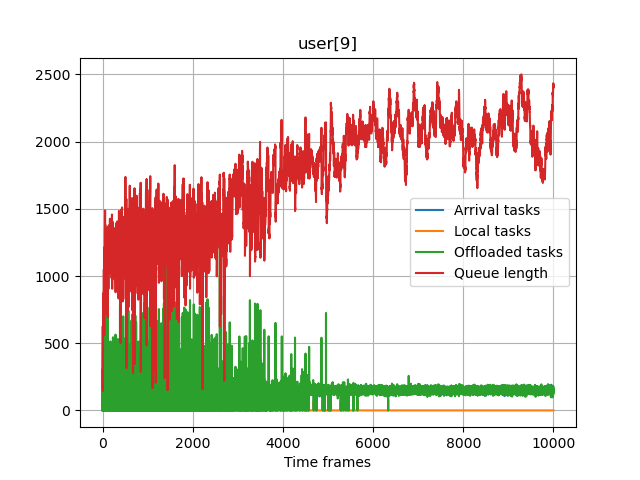 user[9]
2500
2000
1500
1000
500
0
Arrival tasks
Local tasks
Offloaded tasks
Queue length
0 2000 4000 6000 8000 10000
Time frames